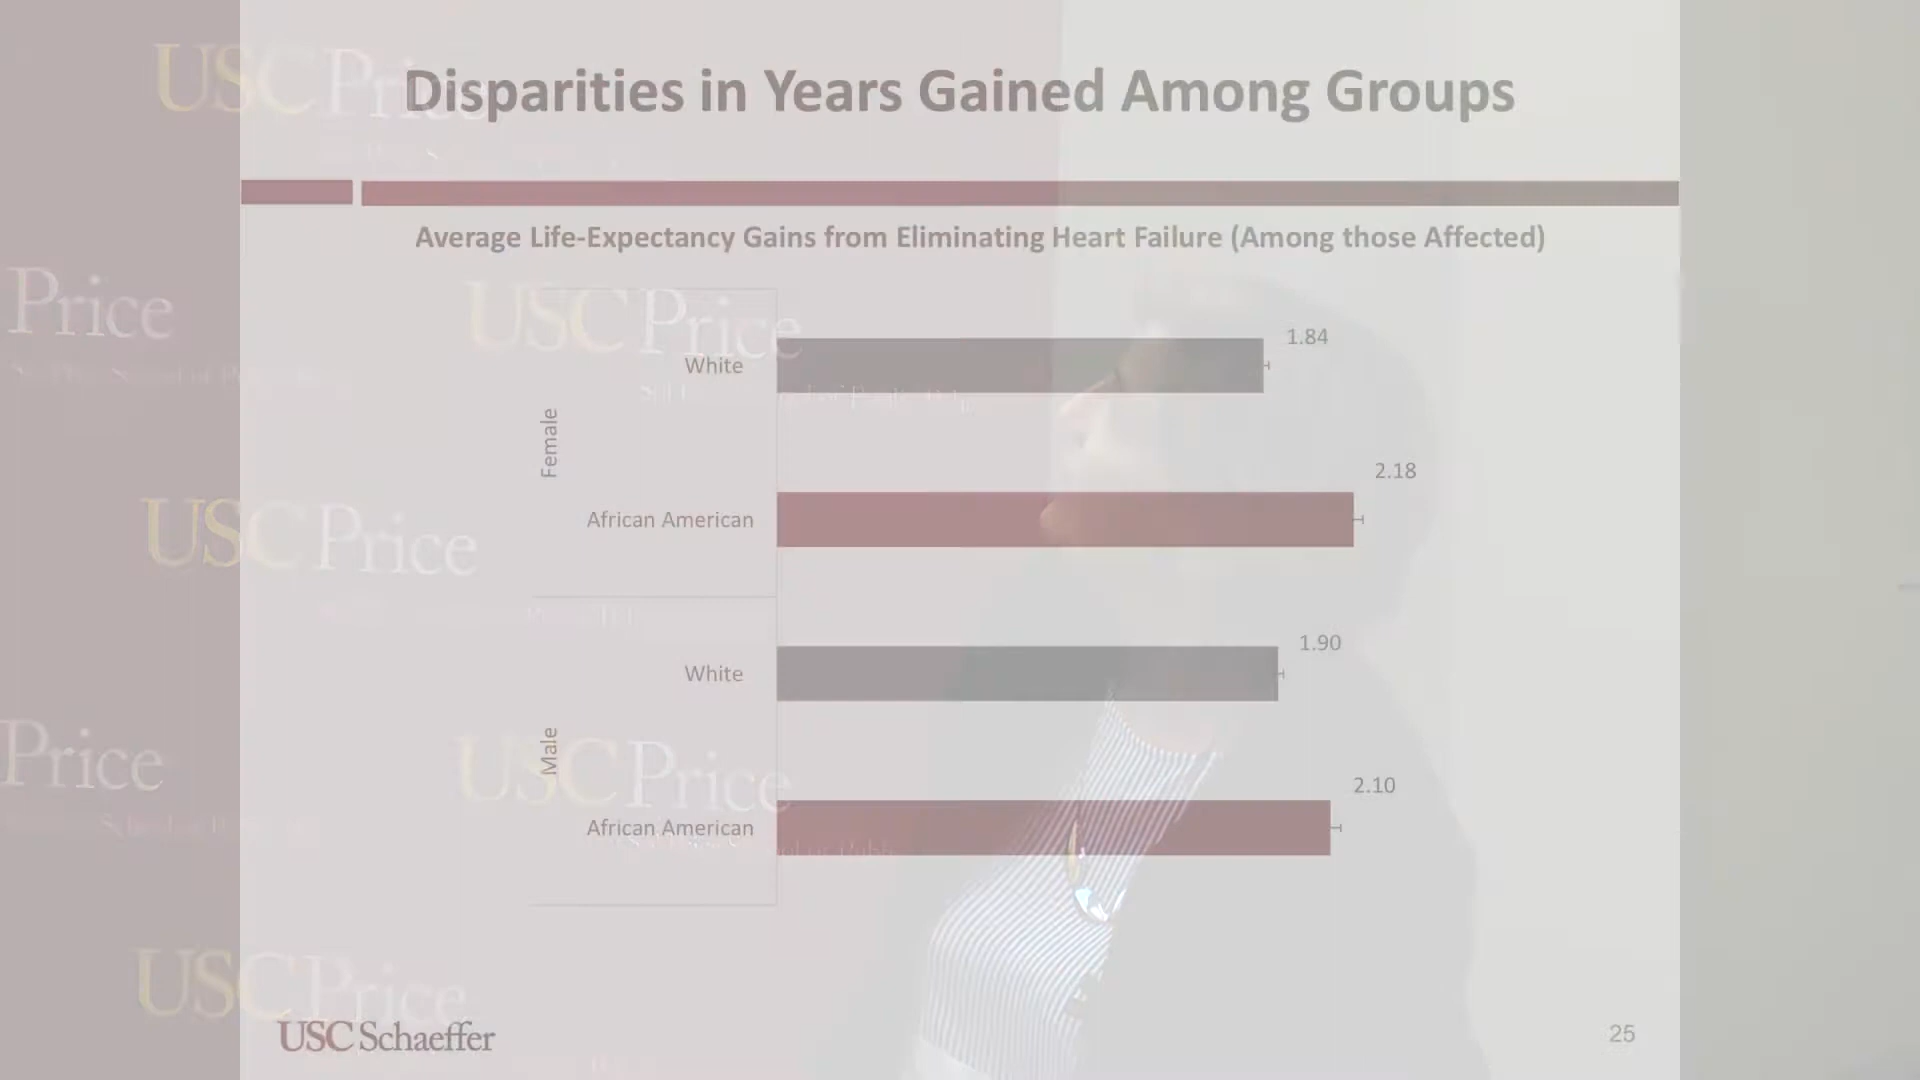 USC Price
Disparities in Years Gained Among Groups
Average Life-Expectancy Gains from Eliminating Heart Failure (Among those Affected)
Price
USC Price
Female
White
1.84
African American
2.18
USC Price
Male
White
1.90
African American
2.10
Price
USC Price
USC Price
USC Schaeffer
25